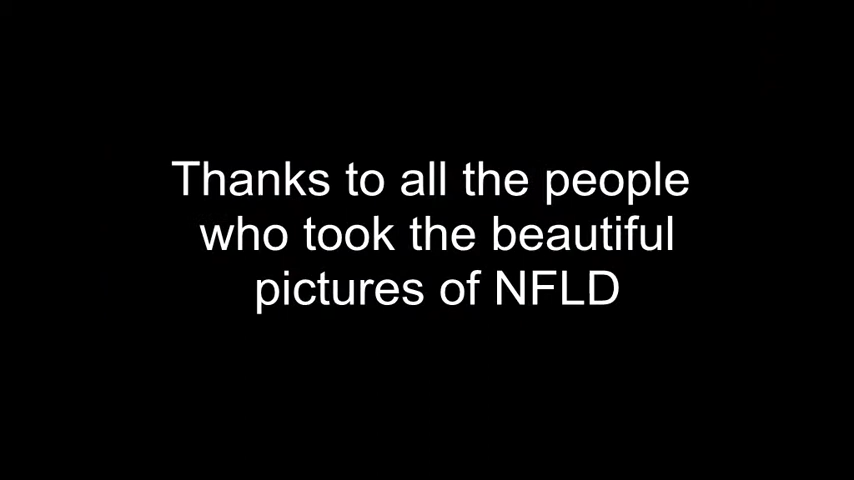 Thanks to all the people
who took the beautiful
pictures of NFLD